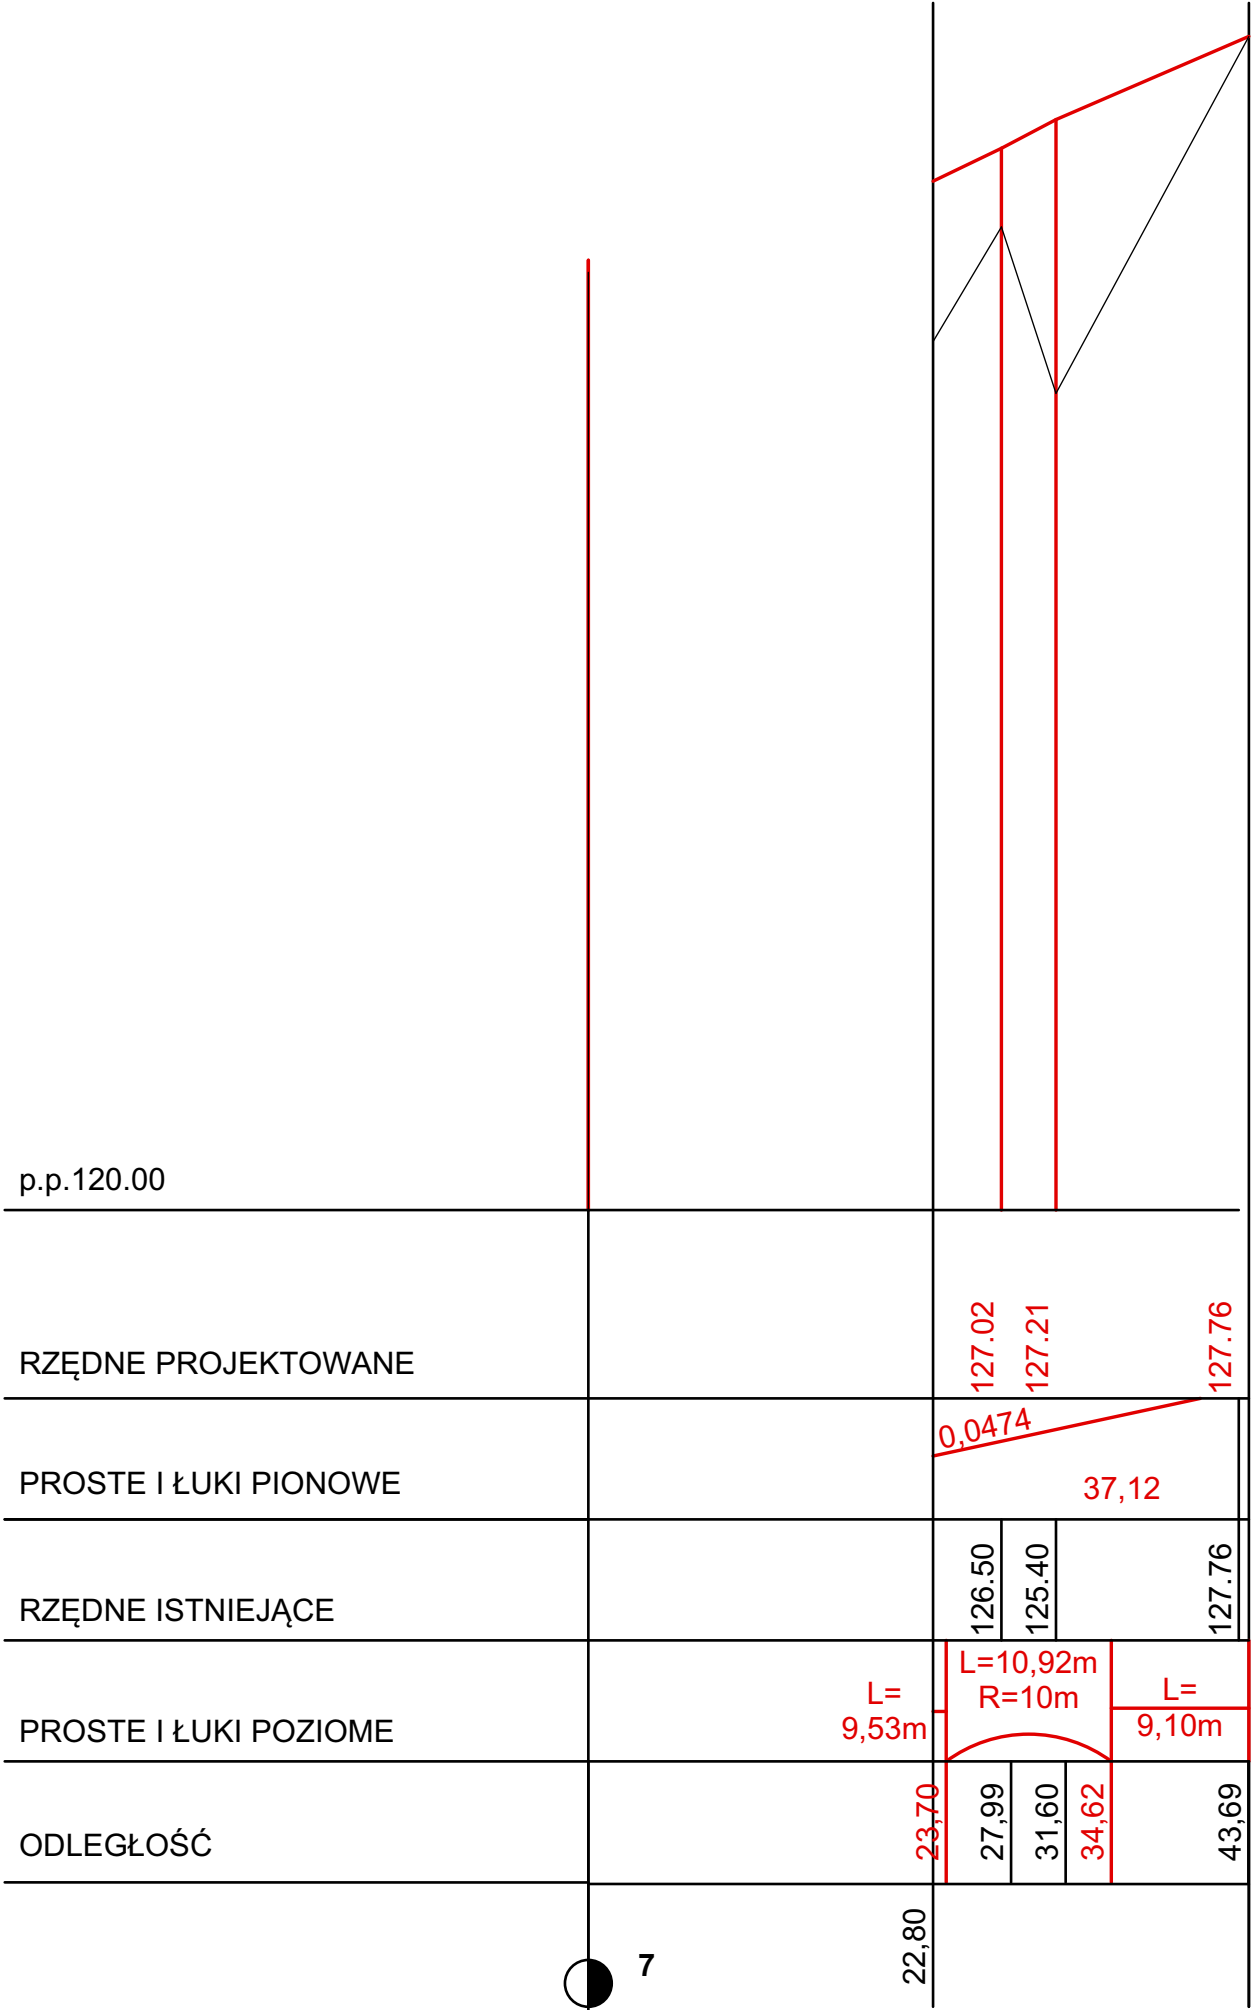 p.p.120.00
RZĘDNE PROJEKTOWANE
127.02
127.21
127.76
PROSTE I ŁUKI PIONOWE
0,0474
37,12
RZĘDNE ISTNIEJĄCE
126.50
125.40
127.76
PROSTE I ŁUKI POZIOME
L=
9,53m
L=10,92m
R=10m
L=
9,10m
ODLEGŁOŚĆ
23,70
27,99
31,60
34,62
43,69
22,80
7